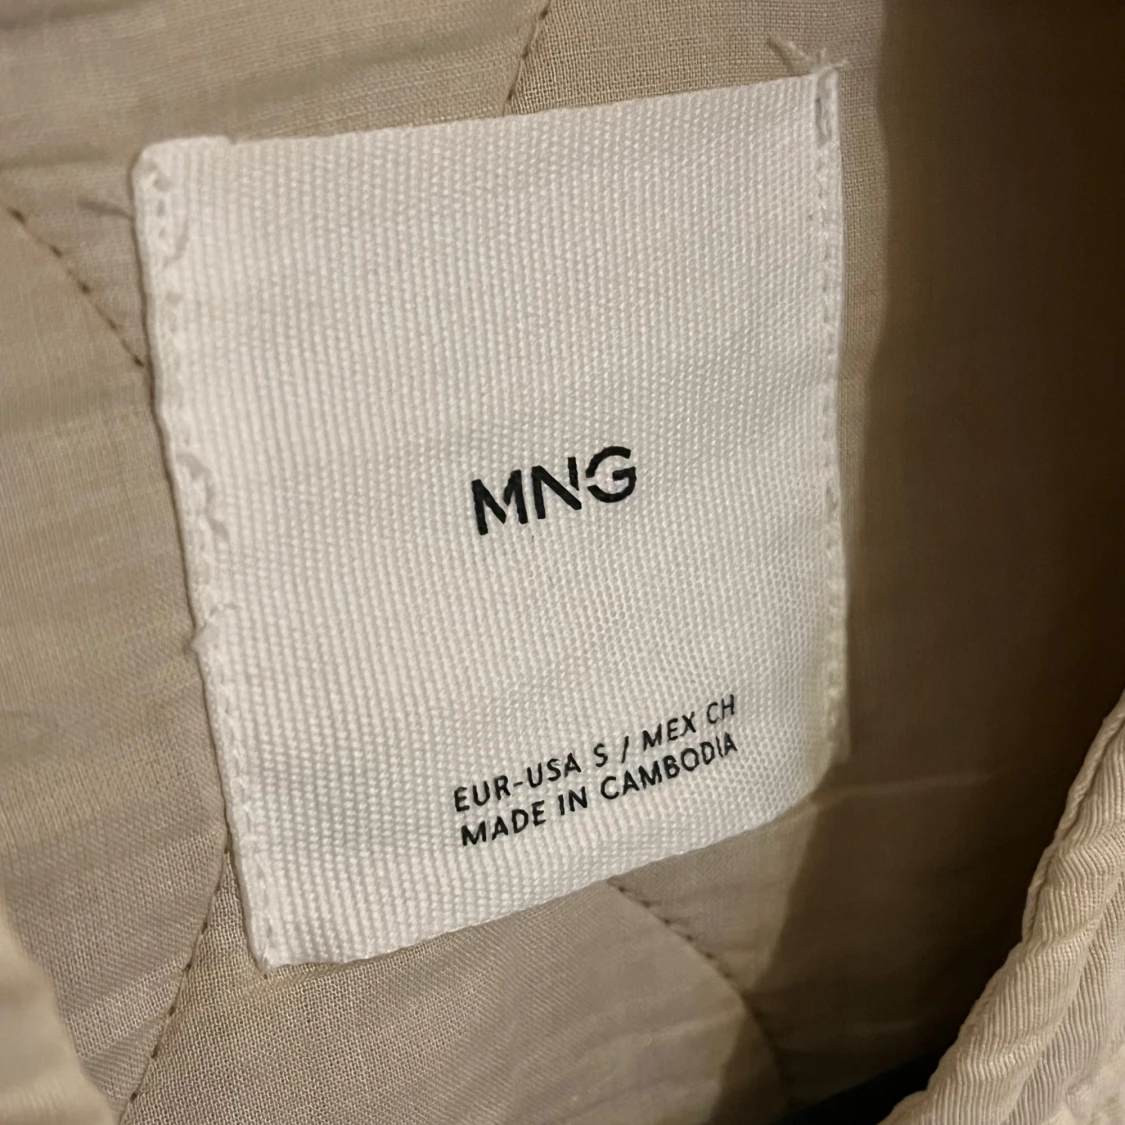 MNG
EUR-USA S / MEX CH
MADE IN CAMBODIA